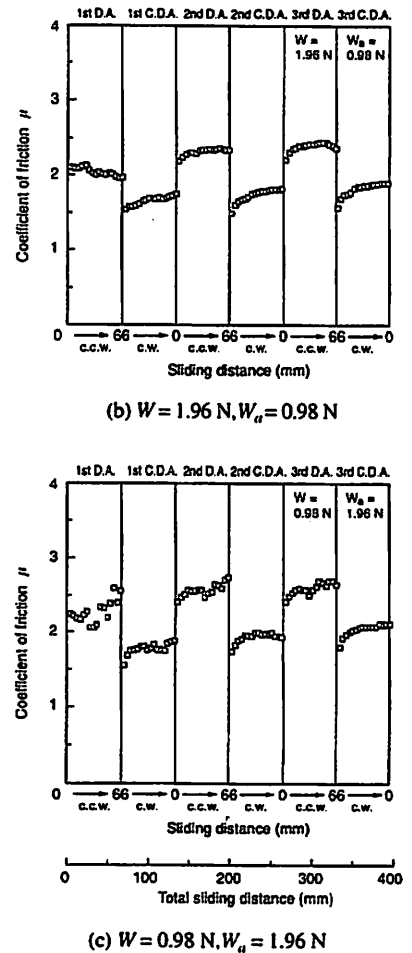 1st D.A. 1st C.D.A. 2nd D.A. 2nd C.D.A. 3rd D.A. 3rd C.D.A.
4
W = Wa =
1.96 N 0.98 N
3
2
1
Coefficient of friction μ
0 66 0 66 0 66 0
c.c.w. c.w. c.c.w. c.w. c.c.w. c.w.
Sliding distance (mm)
(b) W = 1.96 N, Wa = 0.98 N
1st D.A. 1st C.D.A. 2nd D.A. 2nd C.D.A. 3rd D.A. 3rd C.D.A.
4
W = Wa =
0.98 N 1.96 N
3
2
1
Coefficient of friction μ
0 66 0 66 0 66 0
c.c.w. c.w. c.c.w. c.w. c.c.w. c.w.
Sliding distance (mm)
0 100 200 300 400
Total sliding distance (mm)
(c) W = 0.98 N, Wa = 1.96 N